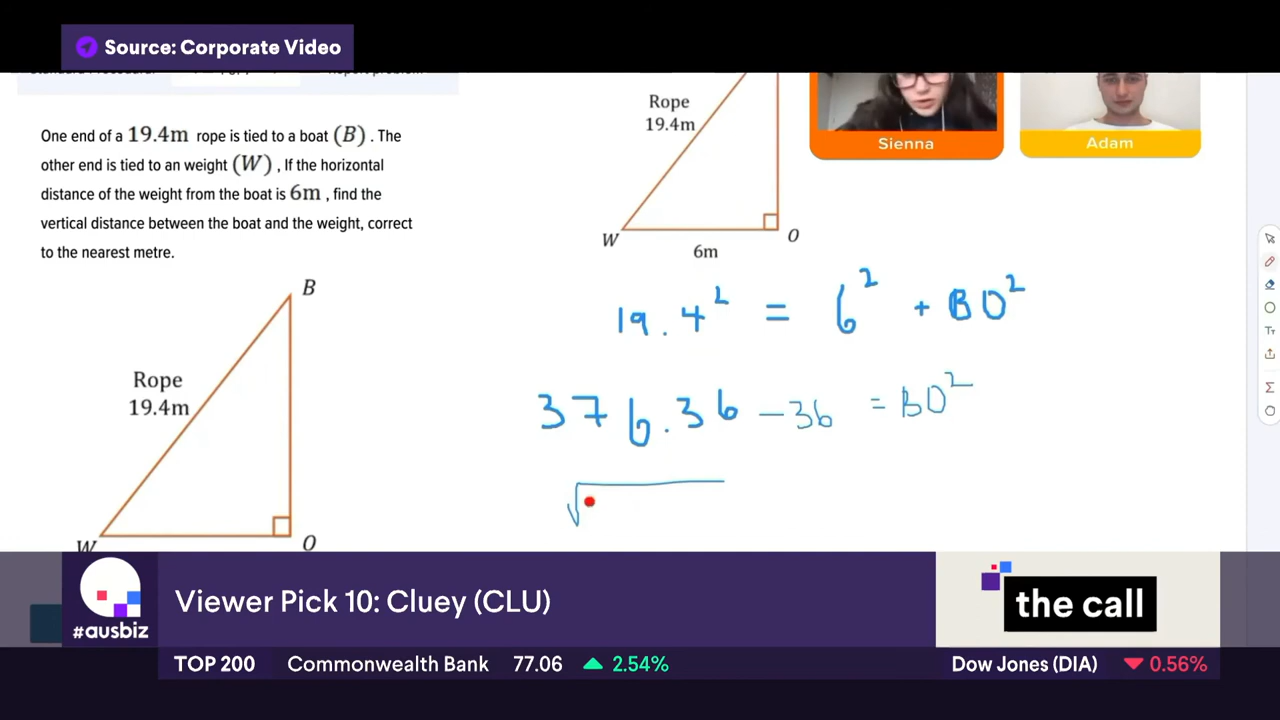 Source: Corporate Video
Report problem
One end of a 19.4m rope is tied to a boat (B). The
other end is tied to an weight (W), If the horizontal
distance of the weight from the boat is 6m, find the
vertical distance between the boat and the weight, correct
to the nearest metre.
B
Rope
19.4m
W
O
Rope
19.4m
W
O
6m
Sienna
Adam
19.4² = 6² + BO²
376.36 - 36 = BO²
√
Tт
Σ
#ausbiz
Viewer Pick 10: Cluey (CLU)
the call
TOP 200 Commonwealth Bank 77.06 ▲ 2.54% Dow Jones (DIA) ▼ 0.56%